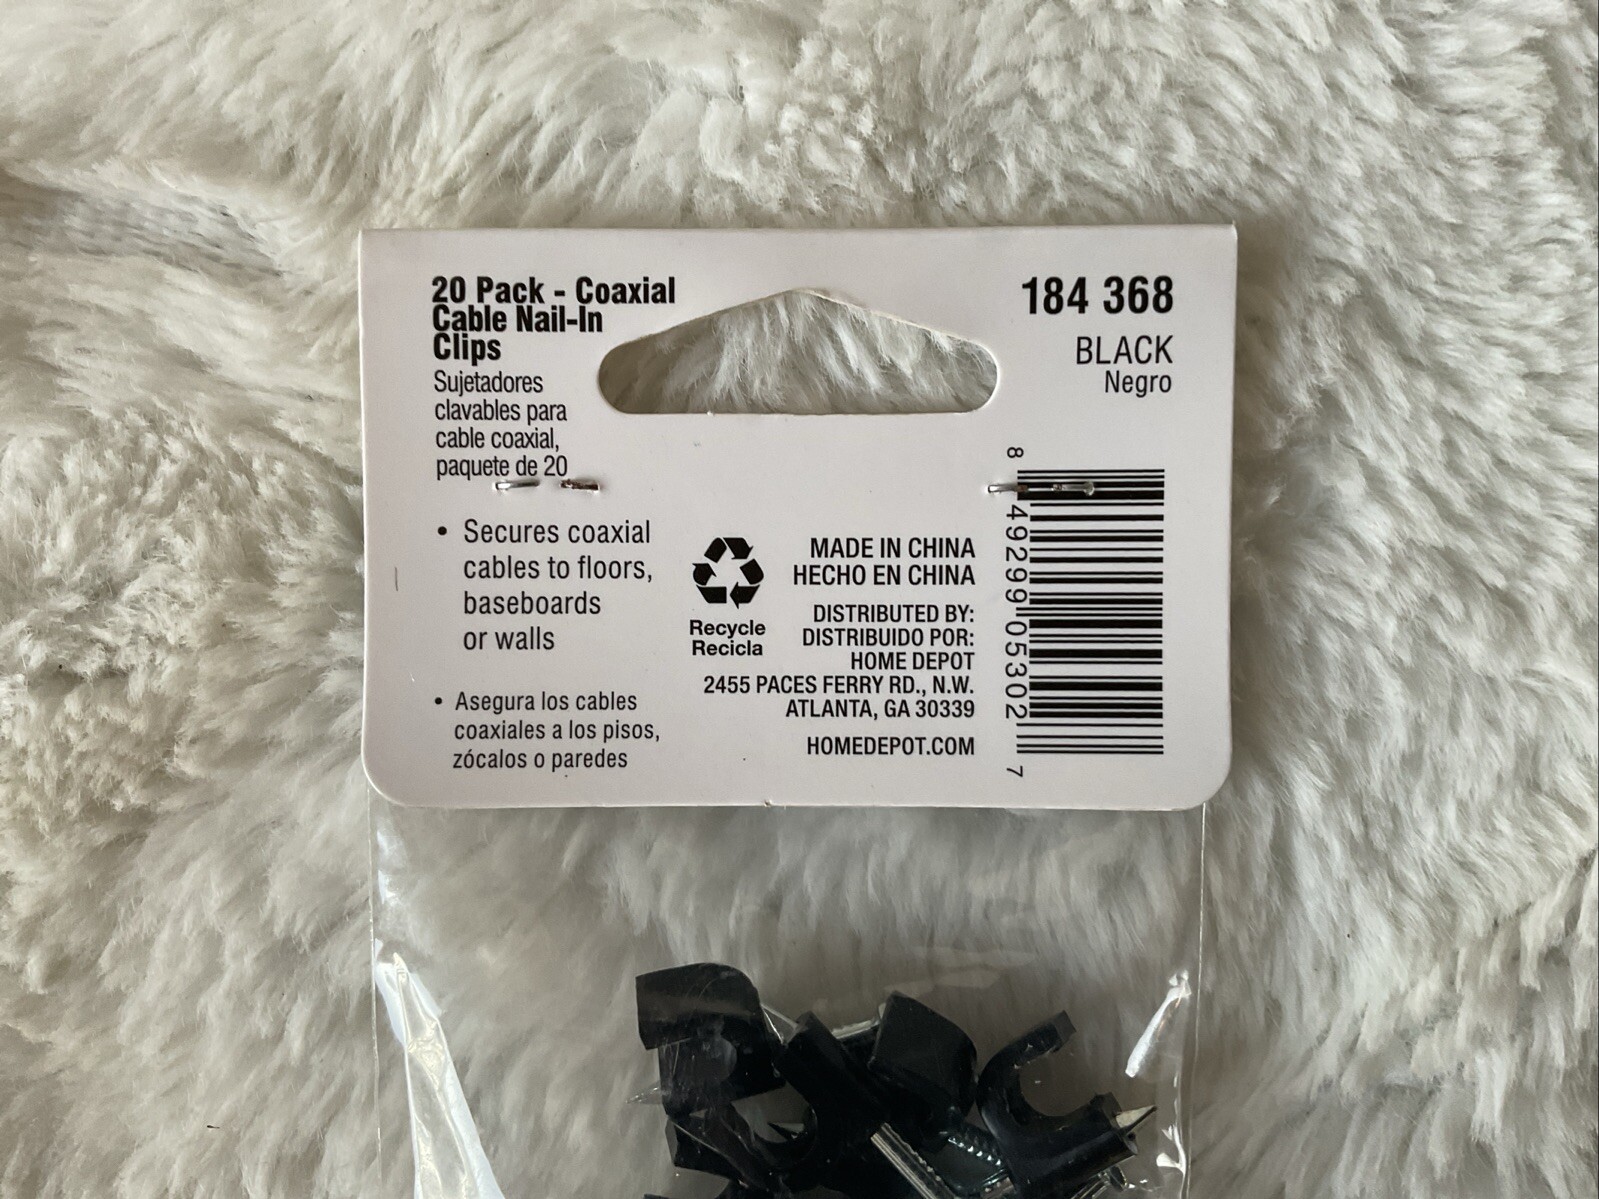 20 Pack - Coaxial
Cable Nail-In
Clips
Sujetadores
clavables para
cable coaxial,
paquete de 20
• Secures coaxial
cables to floors,
baseboards
or walls
• Asegura los cables
coaxiales a los pisos,
zócalos o paredes
Recycle
Recicla
184 368
BLACK
Negro
MADE IN CHINA
HECHO EN CHINA
DISTRIBUTED BY:
DISTRIBUIDO POR:
HOME DEPOT
2455 PACES FERRY RD., N.W.
ATLANTA, GA 30339
HOMEDEPOT.COM
8 49299 05302 7